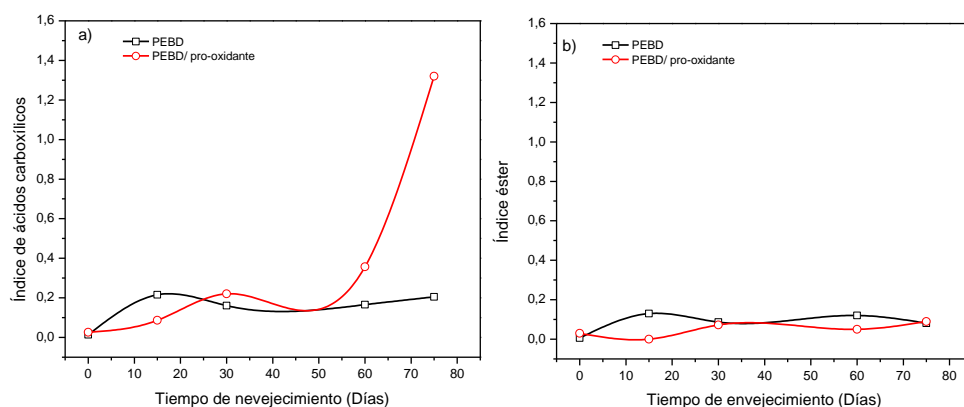 a)
PEBD
PEBD/ pro-oxidante
1,6
1,4
1,2
1,0
0,8
0,6
0,4
0,2
0,0
Índice de ácidos carboxílicos
0 10 20 30 40 50 60 70 80
Tiempo de nevejecimiento (Días)
b)
PEBD
PEBD/ pro-oxidante
1,6
1,4
1,2
1,0
0,8
0,6
0,4
0,2
0,0
Índice éster
0 10 20 30 40 50 60 70 80
Tiempo de envejecimiento (Días)